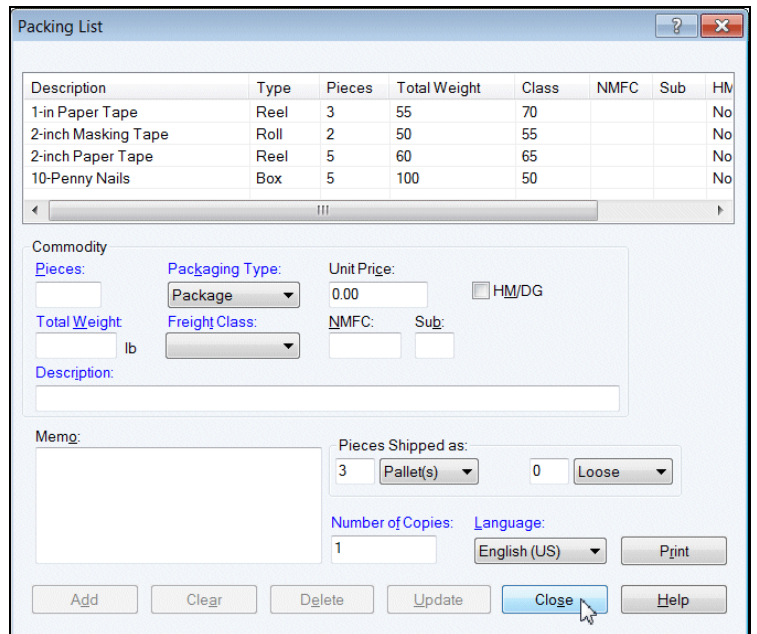 Packing List
Description Type Pieces Total Weight Class NMFC Sub HM
1-in Paper Tape Reel 3 55 70 No
2-inch Masking Tape Roll 2 50 55 No
2-inch Paper Tape Reel 5 60 65 No
10-Penny Nails Box 5 100 50 No
Commodity
Pieces: Packaging Type: Unit Price:
Package 0.00 HM/DG
Total Weight: Freight Class: NMFC: Sub:
lb
Description:
Memo: Pieces Shipped as:
3 Pallet(s) 0 Loose
Number of Copies: Language:
1 English (US) Print
Add Clear Delete Update Close Help